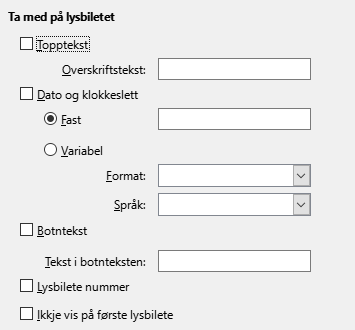 Ta med på lysbiletet
Topptekst
Overskriftstekst:
Dato og klokkeslett
Fast
Variabel
Format:
Språk:
Botntekst
Tekst i botnteksten:
Lysbilete nummer
Ikkje vis på første lysbilete